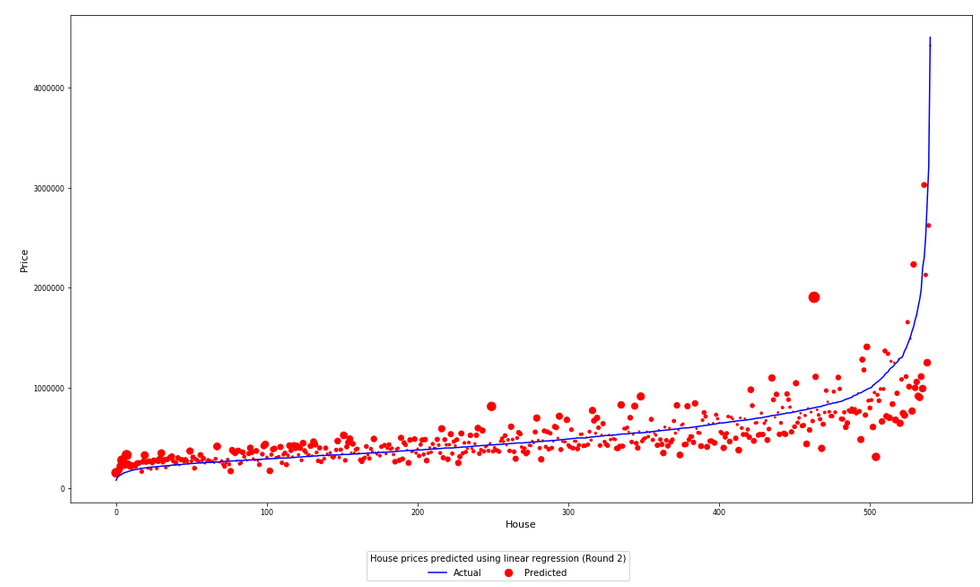 4000000
3000000
2000000
1000000
0
Price
0 100 200 300 400 500
House
House prices predicted using linear regression (Round 2)
Actual Predicted